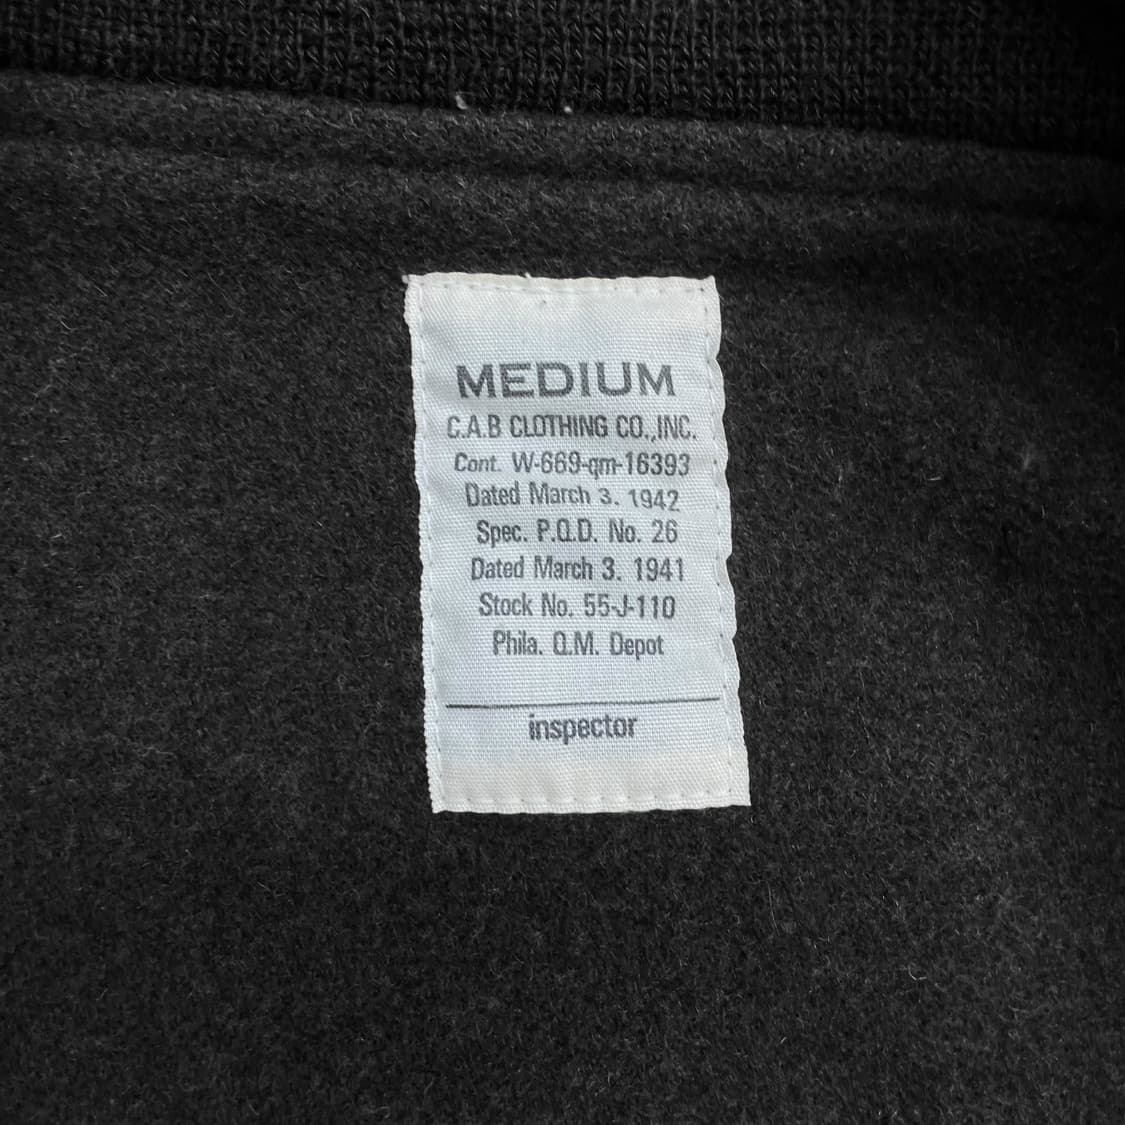 MEDIUM
C.A.B CLOTHING CO.,INC.
Cont. W-669-qm-16393
Dated March 3. 1942
Spec. P.Q.D. No. 26
Dated March 3. 1941
Stock No. 55-J-110
Phila. Q.M. Depot
inspector